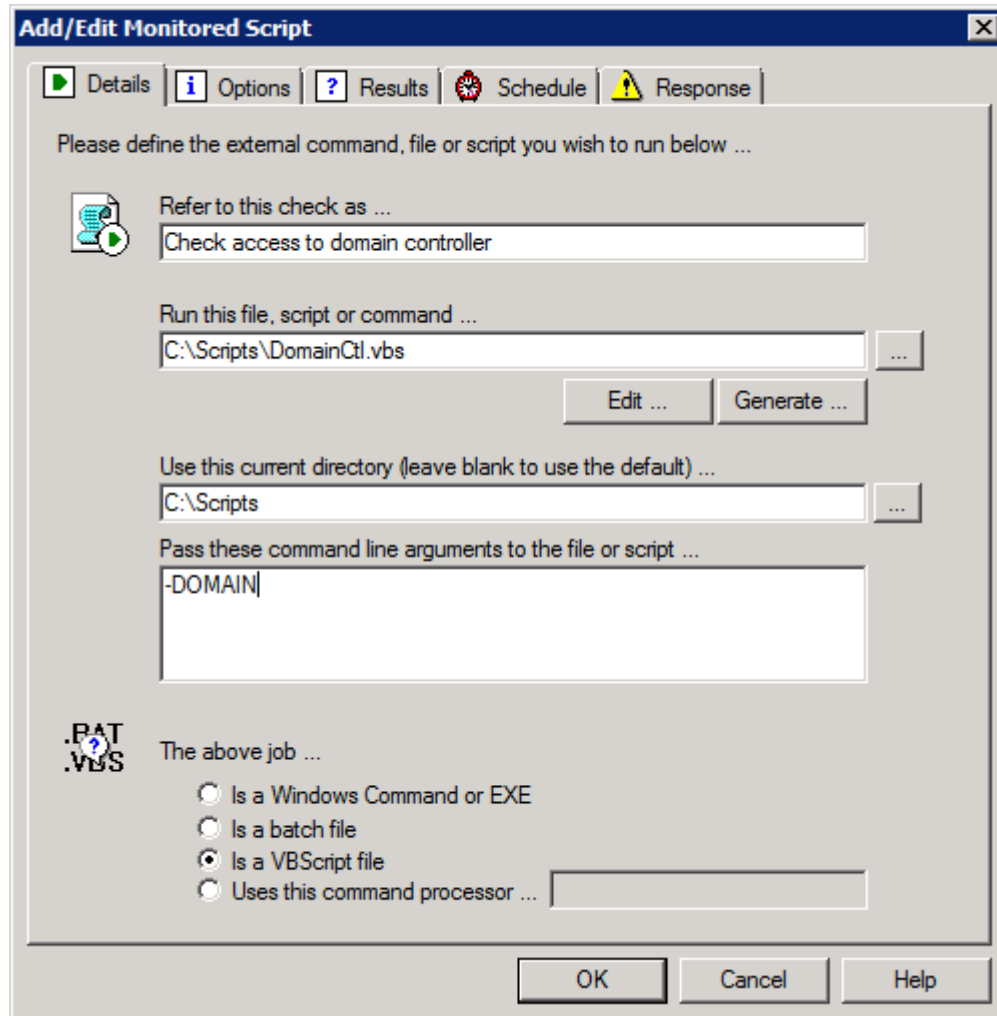 Add/Edit Monitored Script
Details
Options
Results
Schedule
Response
Please define the external command, file or script you wish to run below ...
Refer to this check as ...
Check access to domain controller
Run this file, script or command ...
C:\Scripts\DomainCtl.vbs
...
Edit ...
Generate ...
Use this current directory (leave blank to use the default) ...
C:\Scripts
...
Pass these command line arguments to the file or script ...
-DOMAIN
.BAT
.VBS
The above job ...
Is a Windows Command or EXE
Is a batch file
Is a VBScript file
Uses this command processor ...
OK
Cancel
Help